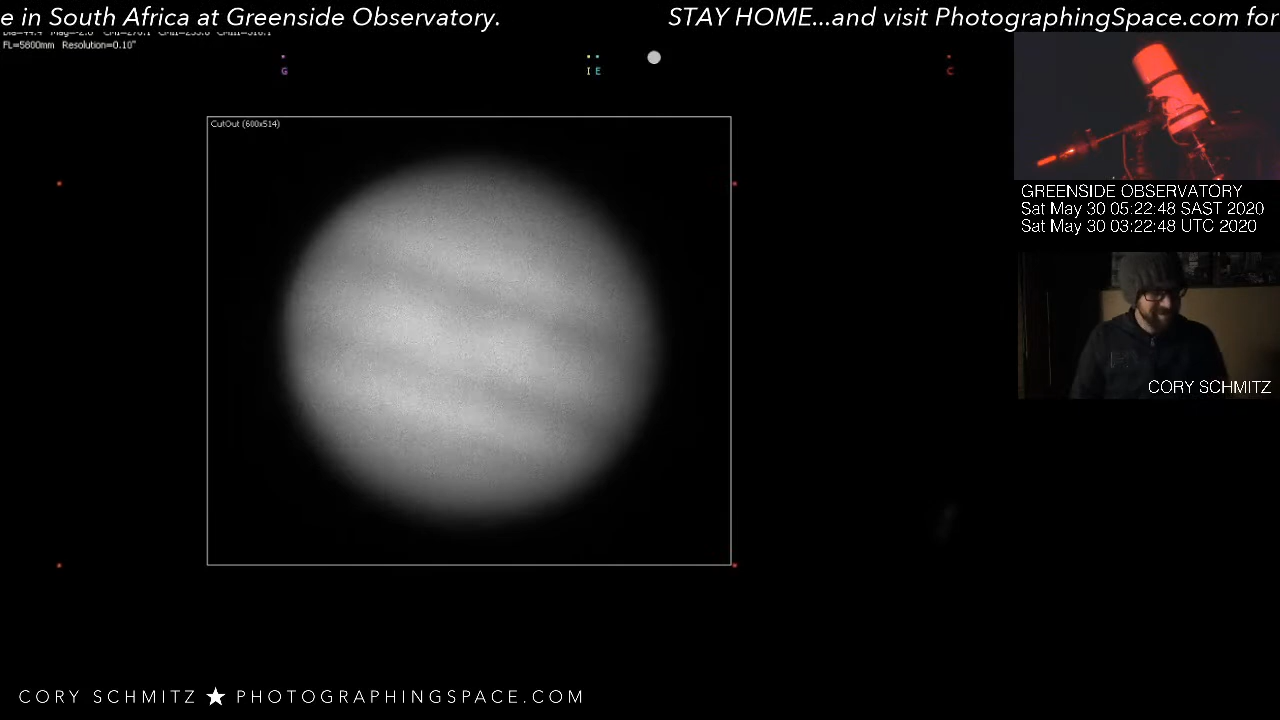 e in South Africa at Greenside Observatory.
STAY HOME...and visit PhotographingSpace.com for
FL=5800mm Resolution=0.10"
G
I E
C
CutOut (600x514)
GREENSIDE OBSERVATORY
Sat May 30 05:22:48 SAST 2020
Sat May 30 03:22:48 UTC 2020
CORY SCHMITZ
CORY SCHMITZ ★ PHOTOGRAPHINGSPACE.COM